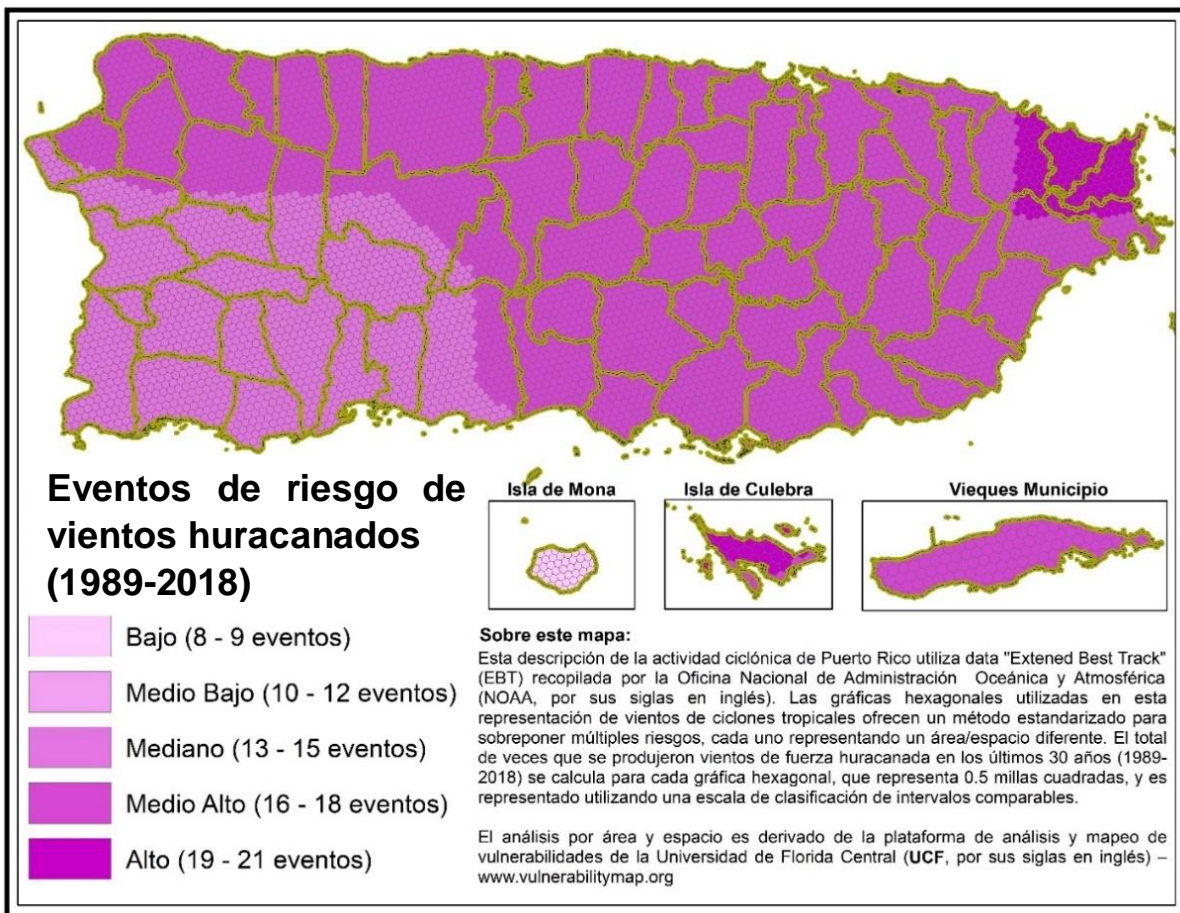 Isla de Mona
Isla de Culebra
Vieques Municipio
Eventos de riesgo de
vientos huracanados
(1989-2018)
Bajo (8 - 9 eventos)
Medio Bajo (10 - 12 eventos)
Mediano (13 - 15 eventos)
Medio Alto (16 - 18 eventos)
Alto (19 - 21 eventos)
Sobre este mapa:
Esta descripción de la actividad ciclónica de Puerto Rico utiliza data "Extened Best Track"
(EBT) recopilada por la Oficina Nacional de Administración Oceánica y Atmosférica
(NOAA, por sus siglas en inglés). Las gráficas hexagonales utilizadas en esta
representación de vientos de ciclones tropicales ofrecen un método estandarizado para
sobreponer múltiples riesgos, cada uno representando un área/espacio diferente. El total
de veces que se produjeron vientos de fuerza huracanada en los últimos 30 años (1989-
2018) se calcula para cada gráfica hexagonal, que representa 0.5 millas cuadradas, y es
representado utilizando una escala de clasificación de intervalos comparables.
El análisis por área y espacio es derivado de la plataforma de análisis y mapeo de
vulnerabilidades de la Universidad de Florida Central (UCF, por sus siglas en inglés) –
www.vulnerabilitymap.org